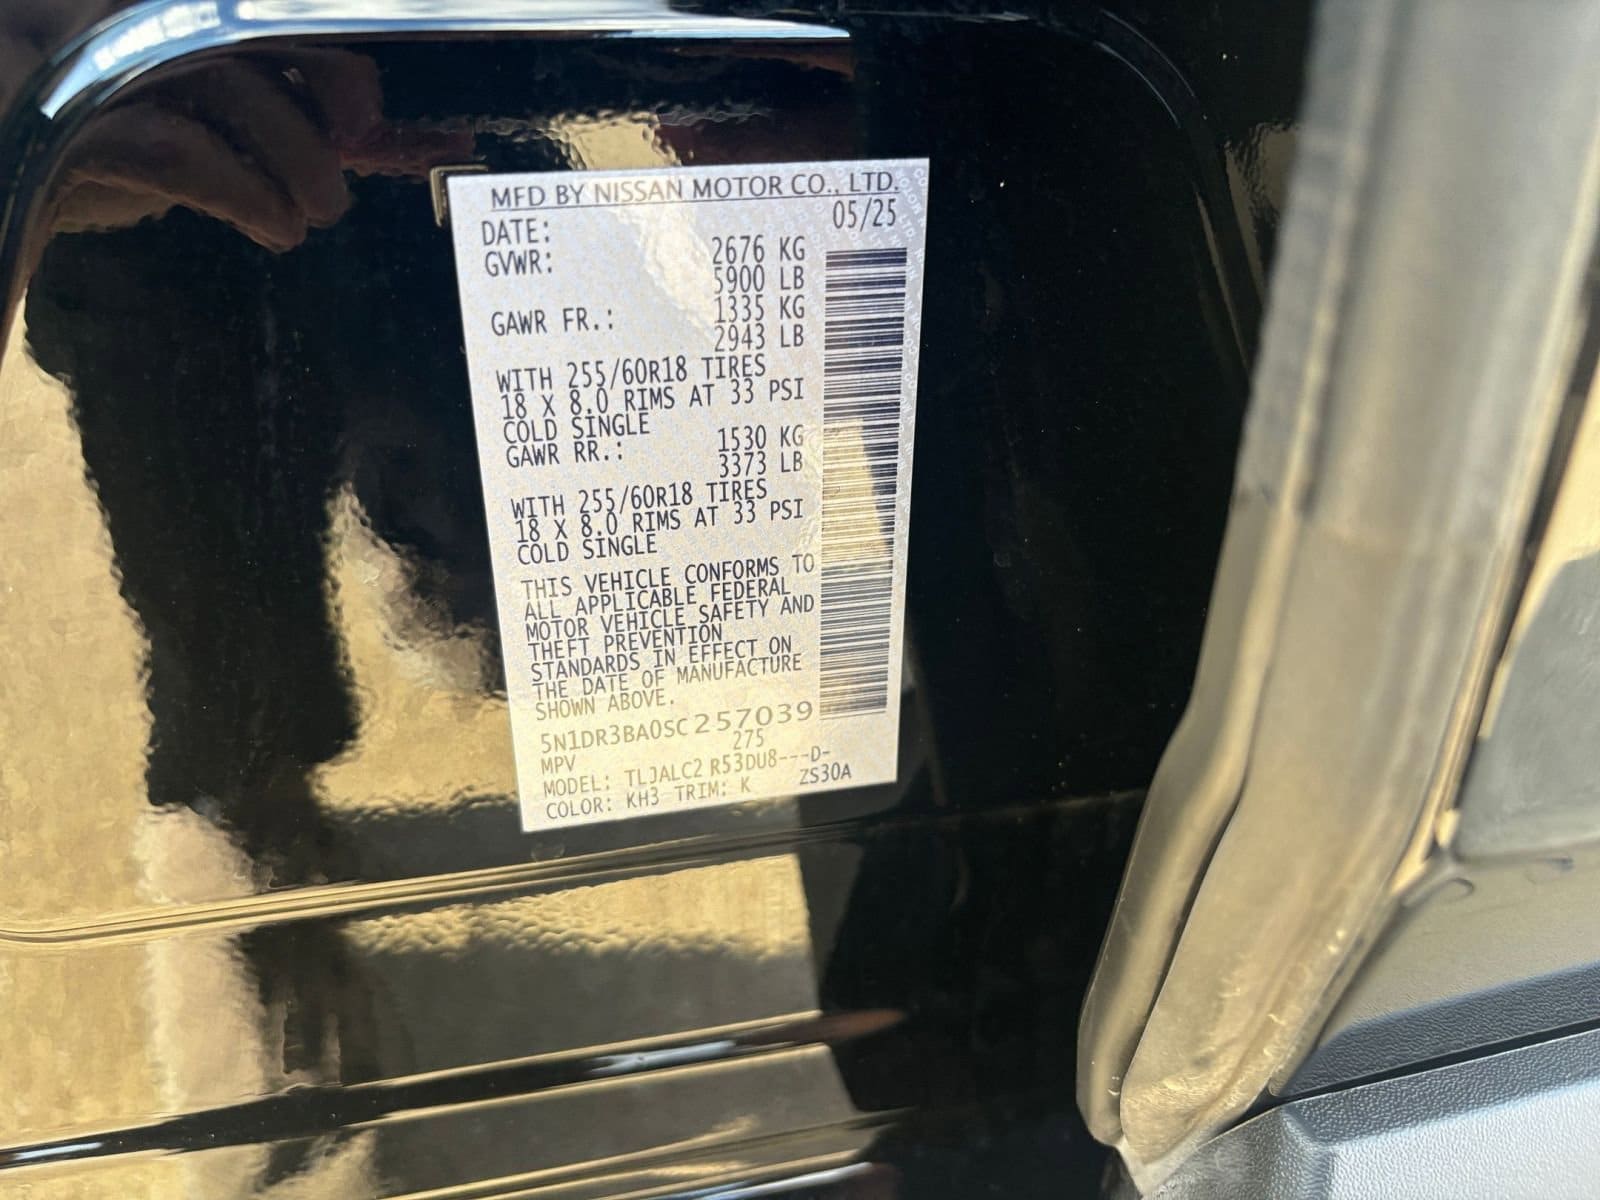 MFD BY NISSAN MOTOR CO., LTD.
DATE: 05/25
GVWR: 2676 KG
5900 LB
GAWR FR.: 1335 KG
2943 LB
WITH 255/60R18 TIRES
18 X 8.0 RIMS AT 33 PSI
COLD SINGLE
GAWR RR.: 1530 KG
3373 LB
WITH 255/60R18 TIRES
18 X 8.0 RIMS AT 33 PSI
COLD SINGLE
THIS VEHICLE CONFORMS TO
ALL APPLICABLE FEDERAL
MOTOR VEHICLE SAFETY AND
THEFT PREVENTION
STANDARDS IN EFFECT ON
THE DATE OF MANUFACTURE
SHOWN ABOVE.
5N1DR3BA0SC257039
MPV 275
MODEL: TLJALC2 R53DU8---D-
COLOR: KH3 TRIM: K ZS30A